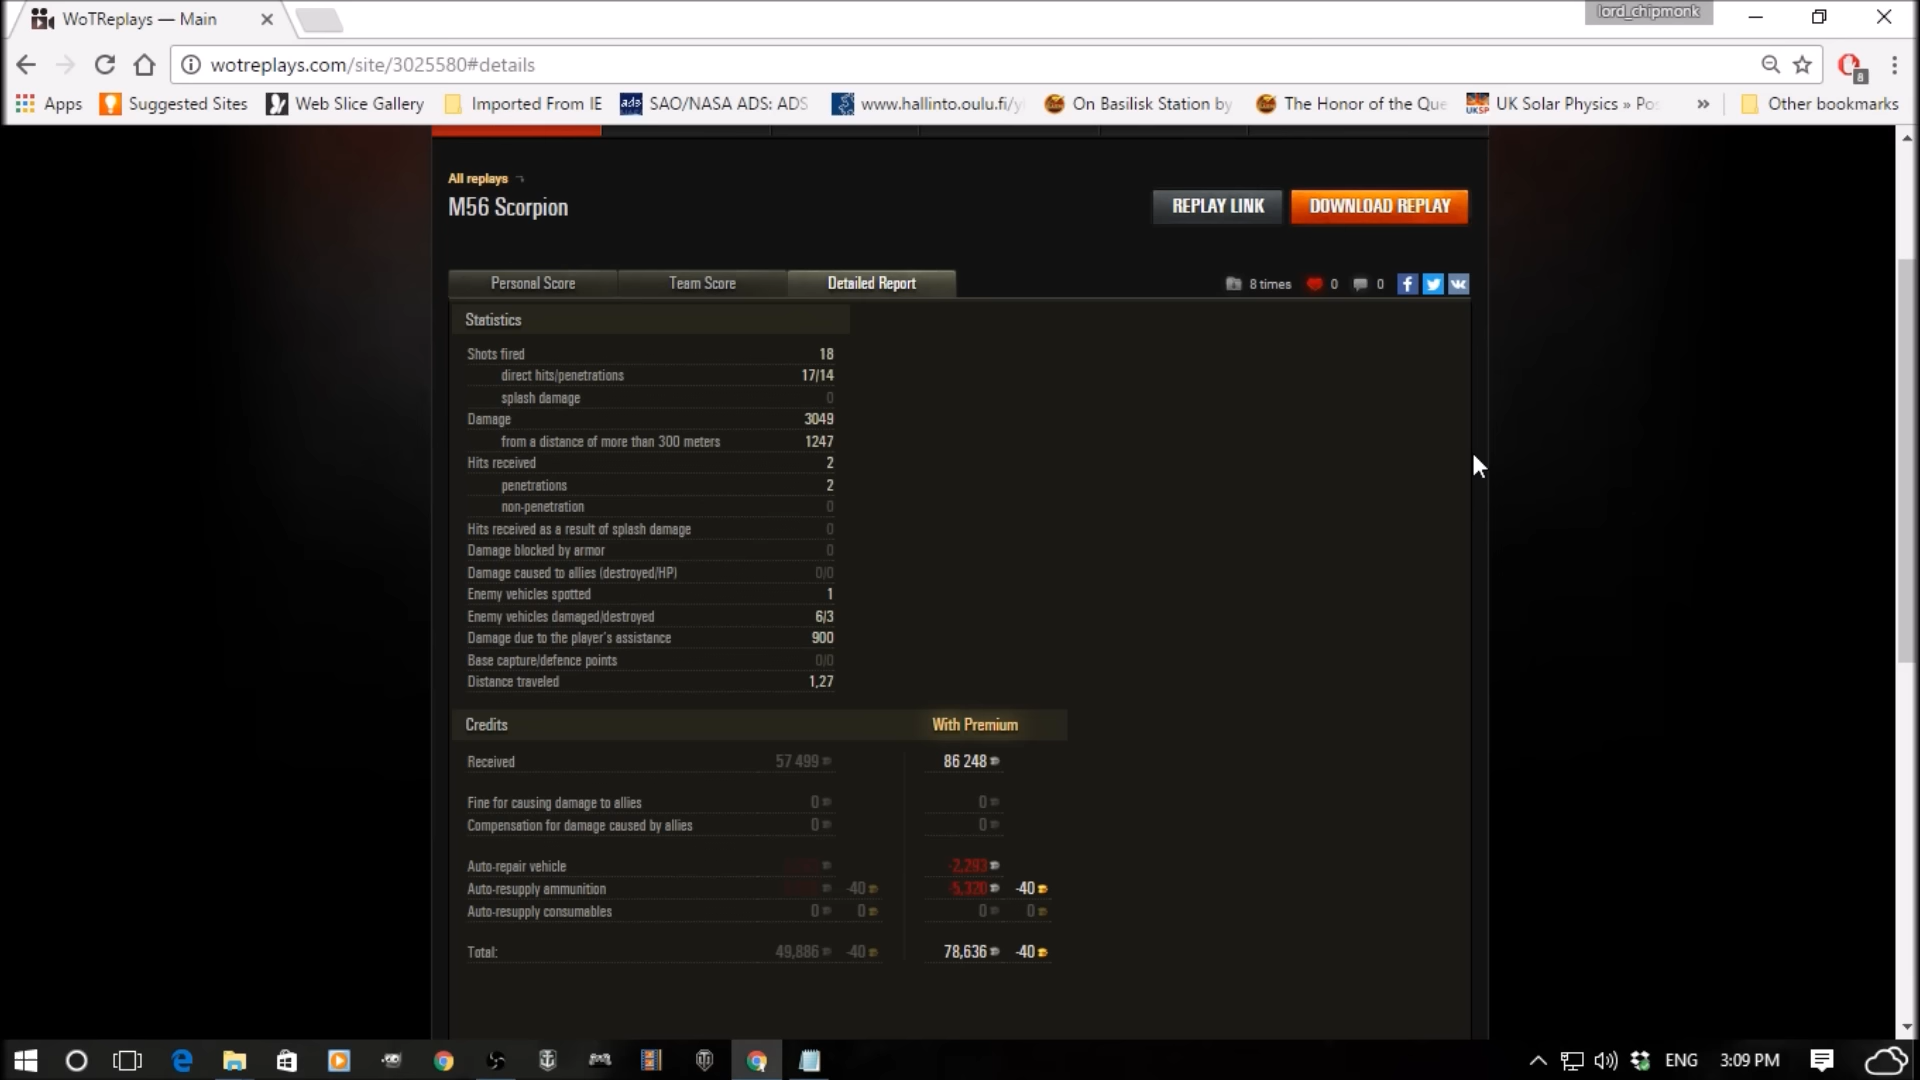 WoTReplays — Main
lord_chipmonk
wotreplays.com/site/3025580#details
8
Apps Suggested Sites Web Slice Gallery Imported From IE SAO/NASA ADS: ADS www.hallinto.oulu.fi/y On Basilisk Station by The Honor of the Que UK Solar Physics » Po » Other bookmarks
All replays
M56 Scorpion
REPLAY LINK DOWNLOAD REPLAY
Personal Score Team Score Detailed Report 8 times 0 0
Statistics
Shots fired 18
direct hits/penetrations 17/14
splash damage 0
Damage 3049
from a distance of more than 300 meters 1247
Hits received 2
penetrations 2
non-penetration 0
Hits received as a result of splash damage 0
Damage blocked by armor 0
Damage caused to allies (destroyed/HP) 0/0
Enemy vehicles spotted 1
Enemy vehicles damaged/destroyed 6/3
Damage due to the player's assistance 900
Base capture/defence points 0/0
Distance traveled 1,27
Credits With Premium
Received 57 499 86 248
Fine for causing damage to allies 0 0
Compensation for damage caused by allies 0 0
Auto-repair vehicle -2,293
Auto-resupply ammunition -40 -5,320 -40
Auto-resupply consumables 0 0 0 0
Total: 49,886 -40 78,636 -40
ENG 3:09 PM